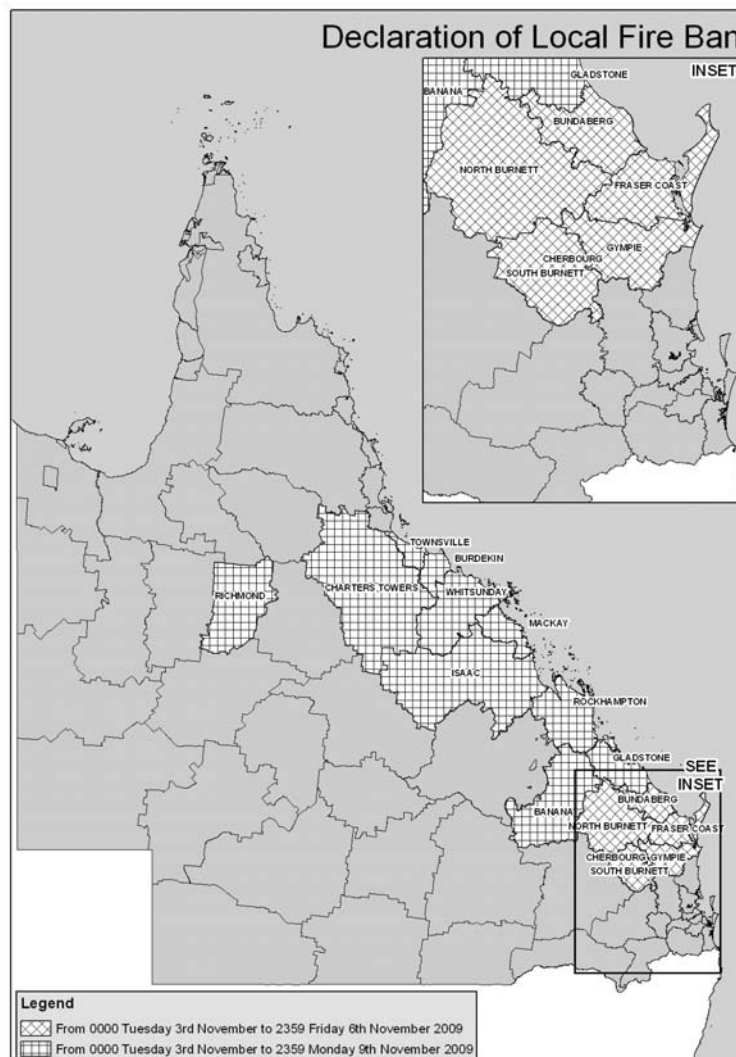 Declaration of Local Fire Ban
INSET
GLADSTONE
BANANA
BUNDABERG
NORTH BURNETT
FRASER COAST
GYMPIE
CHERBOURG
SOUTH BURNETT
TOWNSVILLE
BURDEKIN
CHARTERS TOWERS
WHITSUNDAY
RICHMOND
MACKAY
ISAAC
ROCKHAMPTON
GLADSTONE
SEE
INSET
BUNDABERG
BANANA
NORTH BURNETT
FRASER COAST
CHERBOURG
GYMPIE
SOUTH BURNETT
Legend
From 0000 Tuesday 3rd November to 2359 Friday 6th November 2009
From 0000 Tuesday 3rd November to 2359 Monday 9th November 2009